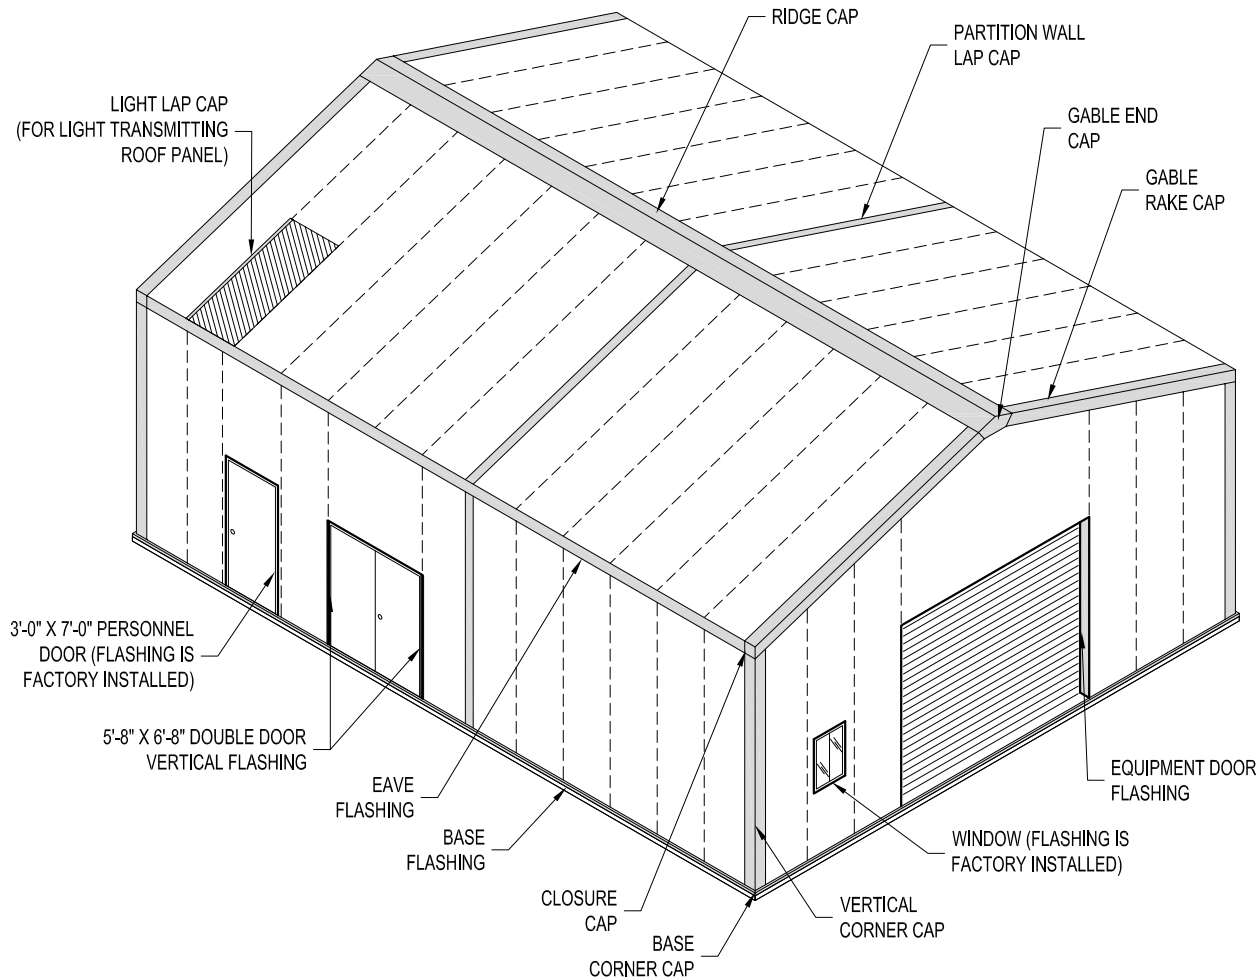 RIDGE CAP
PARTITION WALL
LAP CAP
LIGHT LAP CAP
(FOR LIGHT TRANSMITTING
ROOF PANEL)
GABLE END
CAP
GABLE
RAKE CAP
3'-0" X 7'-0" PERSONNEL
DOOR (FLASHING IS
FACTORY INSTALLED)
5'-8" X 6'-8" DOUBLE DOOR
VERTICAL FLASHING
EAVE
FLASHING
BASE
FLASHING
CLOSURE
CAP
BASE
CORNER CAP
VERTICAL
CORNER CAP
WINDOW (FLASHING IS
FACTORY INSTALLED)
EQUIPMENT DOOR
FLASHING